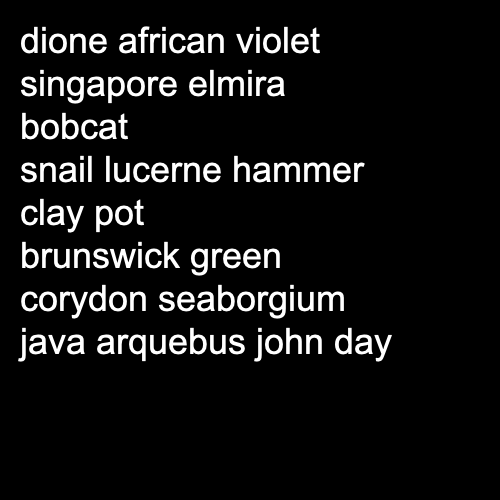 dione african violet
singapore elmira
bobcat
snail lucerne hammer
clay pot
brunswick green
corydon seaborgium
java arquebus john day